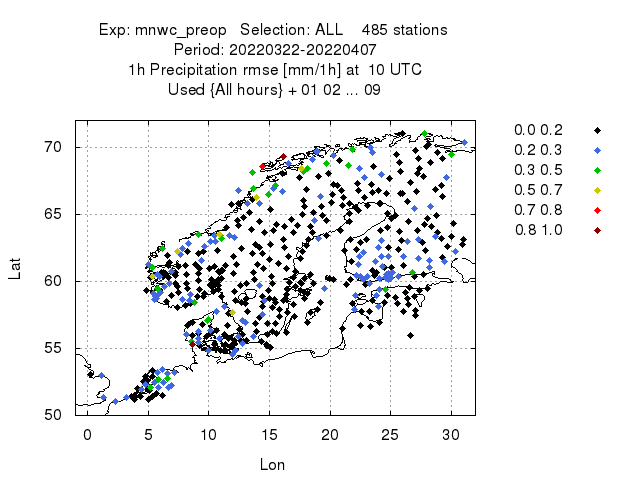 Exp: mnwc_preop   Selection: ALL    485 stations
Period: 20220322-20220407
1h Precipitation rmse [mm/1h] at  10 UTC
Used {All hours} + 01 02 ... 09
70
65
60
55
50
Lat
0 5 10 15 20 25 30
Lon
0.0 0.2
0.2 0.3
0.3 0.5
0.5 0.7
0.7 0.8
0.8 1.0